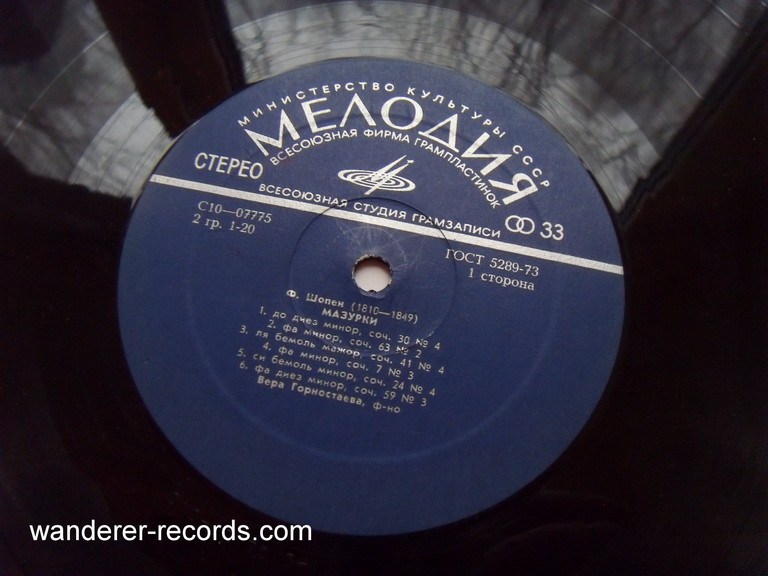 МИНИСТЕРСТВО КУЛЬТУРЫ СССР
МЕЛОДИЯ
ВСЕСОЮЗНАЯ ФИРМА ГРАМПЛАСТИНОК
СТЕРЕО
ВСЕСОЮЗНАЯ СТУДИЯ ГРАМЗАПИСИ
33
С10—07775
2 гр. 1-20
ГОСТ 5289-73
1 сторона
Ф. Шопен (1810—1849)
МАЗУРКИ
1. до диез минор, соч. 30 № 4
2. фа минор, соч. 63 № 2
3. ля бемоль мажор, соч. 41 № 4
4. фа минор, соч. 7 № 3
5. си бемоль минор, соч. 24 № 4
6. фа диез минор, соч. 59 № 3
Вера Горностаева, ф-но
wanderer-records.com